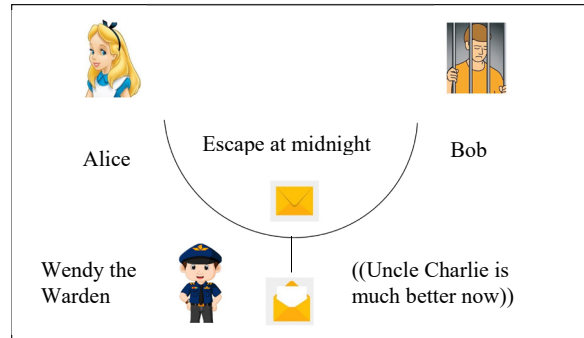 Escape at midnight
Alice
Bob
Wendy the
Warden
((Uncle Charlie is
much better now))